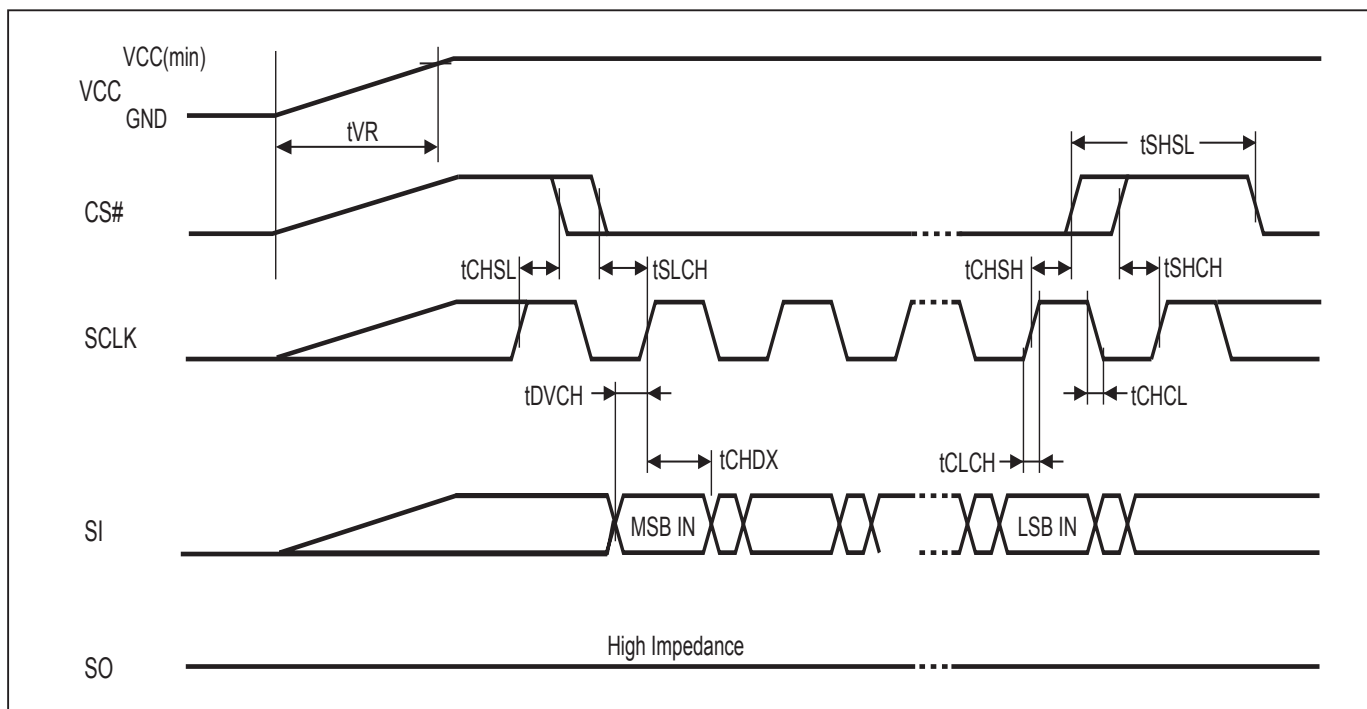 VCC(min)
VCC
GND
tVR
tSHSL
CS#
tCHSL
tSLCH
tCHSH
tSHCH
SCLK
tDVCH
tCHCL
tCHDX
tCLCH
SI
MSB IN
LSB IN
High Impedance
SO